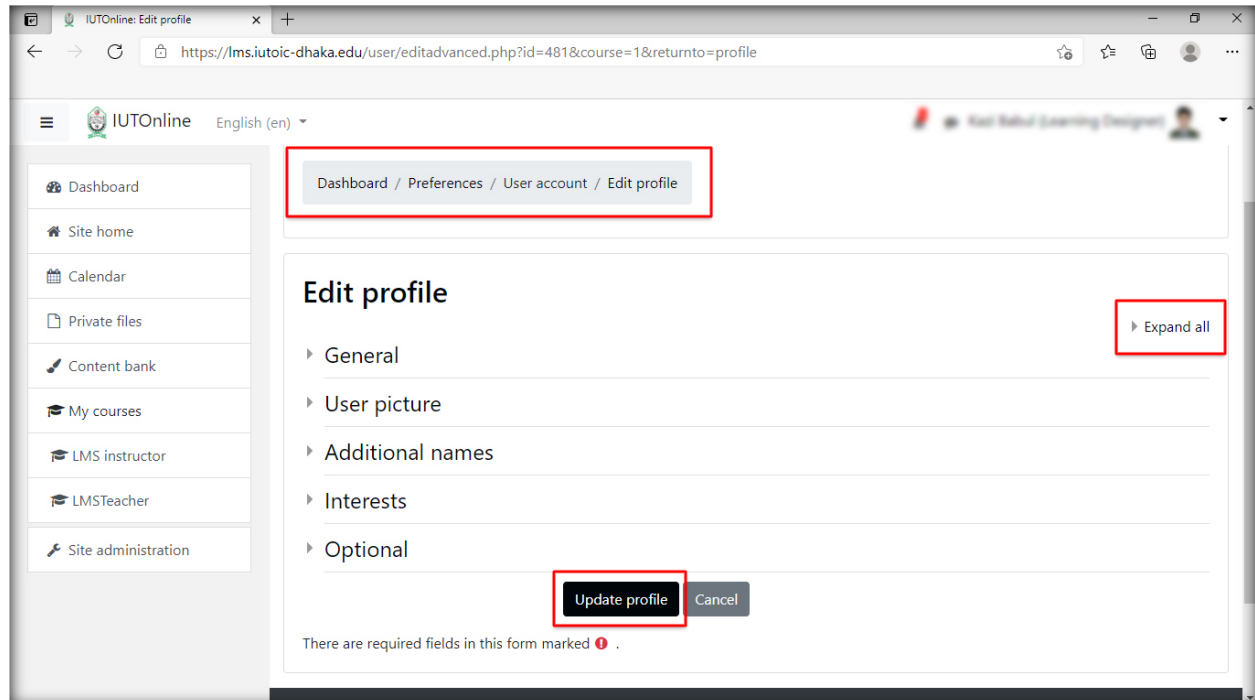 IUTOnline: Edit profile
https://lms.iutoic-dhaka.edu/user/editadvanced.php?id=481&course=1&returnto=profile
IUTOnline English (en)
Dashboard
Site home
Calendar
Private files
Content bank
My courses
LMS instructor
LMSTeacher
Site administration
Dashboard / Preferences / User account / Edit profile
Edit profile
Expand all
General
User picture
Additional names
Interests
Optional
Update profile Cancel
There are required fields in this form marked .